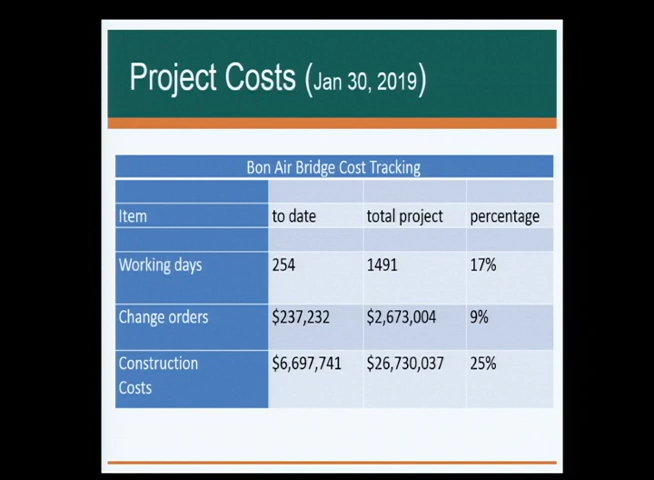 Project Costs (Jan 30, 2019)
Bon Air Bridge Cost Tracking
Item to date total project percentage
Working days 254 1491 17%
Change orders $237,232 $2,673,004 9%
Construction Costs $6,697,741 $26,730,037 25%